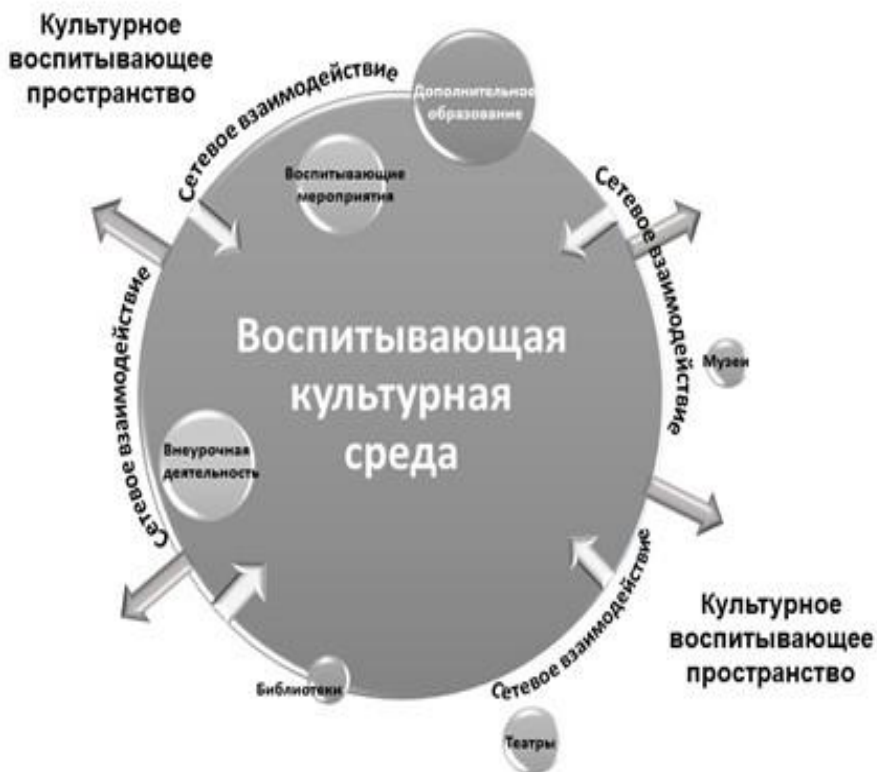 Культурное
воспитывающее
пространство
Сетевое взаимодействие
Дополнительное
образование
Воспитывающие
мероприятия
Сетевое взаимодействие
Сетевое взаимодействие
Воспитывающая
культурная
среда
Музеи
Внеурочная
деятельность
Сетевое взаимодействие
Культурное
воспитывающее
пространство
Библиотеки
Театры